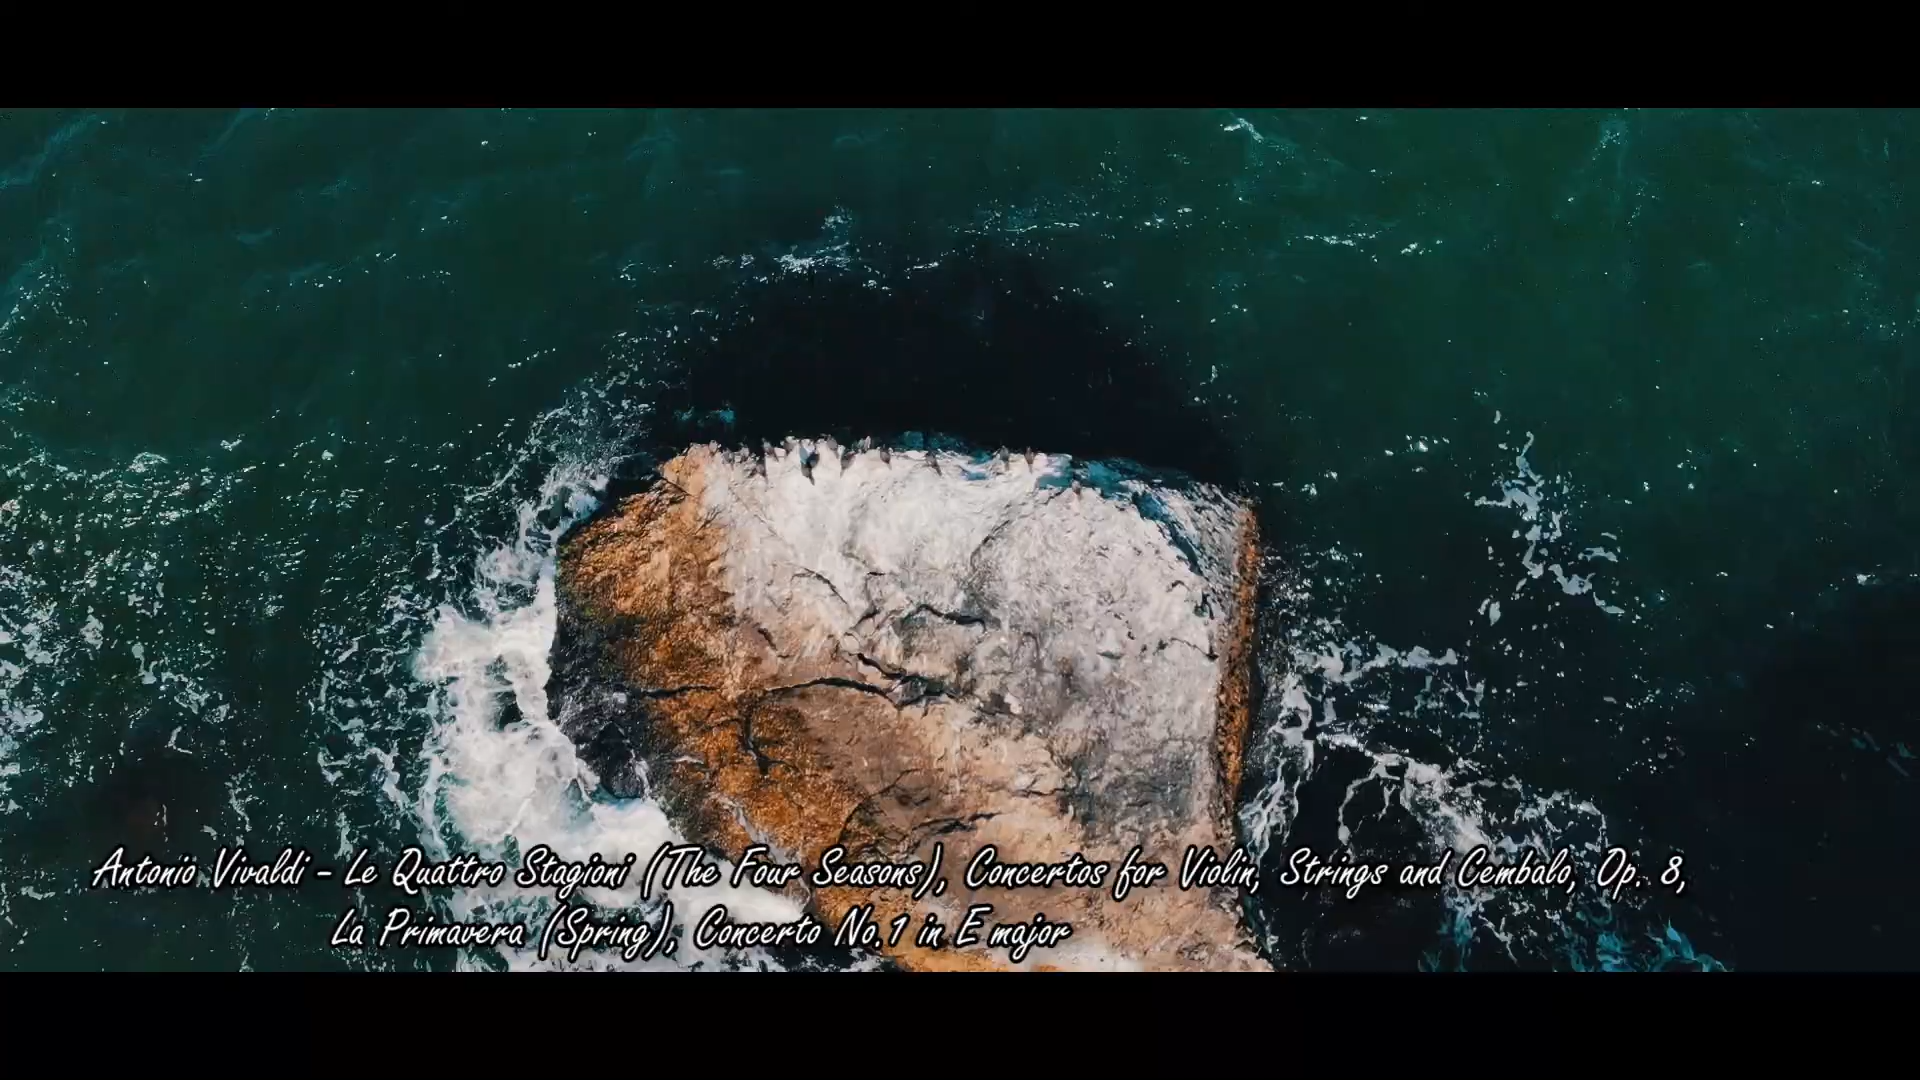 Antonio Vivaldi - Le Quattro Stagioni (The Four Seasons), Concertos for Violin, Strings and Cembalo, Op. 8,
La Primavera (Spring), Concerto No.1 in E major